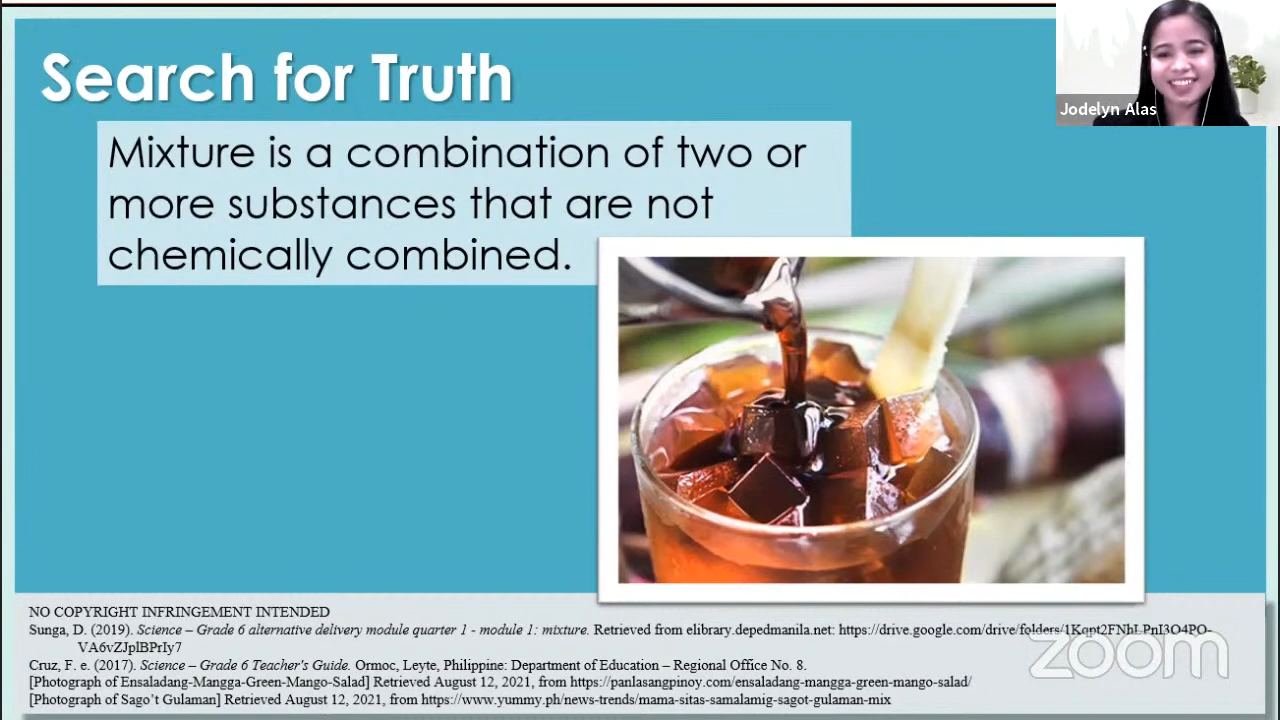 Search for Truth
Jodelyn Alas
Mixture is a combination of two or
more substances that are not
chemically combined.
NO COPYRIGHT INFRINGEMENT INTENDED
Sunga, D. (2019). Science – Grade 6 alternative delivery module quarter 1 - module 1: mixture. Retrieved from elibrary.depedmanila.net: https://drive.google.com/drive/folders/1Kqpt2FNhLPnI3O4PO-
VA6vZJplBPrIy7
Cruz, F. e. (2017). Science – Grade 6 Teacher's Guide. Ormoc, Leyte, Philippine: Department of Education – Regional Office No. 8.
[Photograph of Ensaladang-Mangga-Green-Mango-Salad] Retrieved August 12, 2021, from https://panlasangpinoy.com/ensaladang-mangga-green-mango-salad/
[Photograph of Sago’t Gulaman] Retrieved August 12, 2021, from https://www.yummy.ph/news-trends/mama-sitas-samalamig-sagot-gulaman-mix
zoom